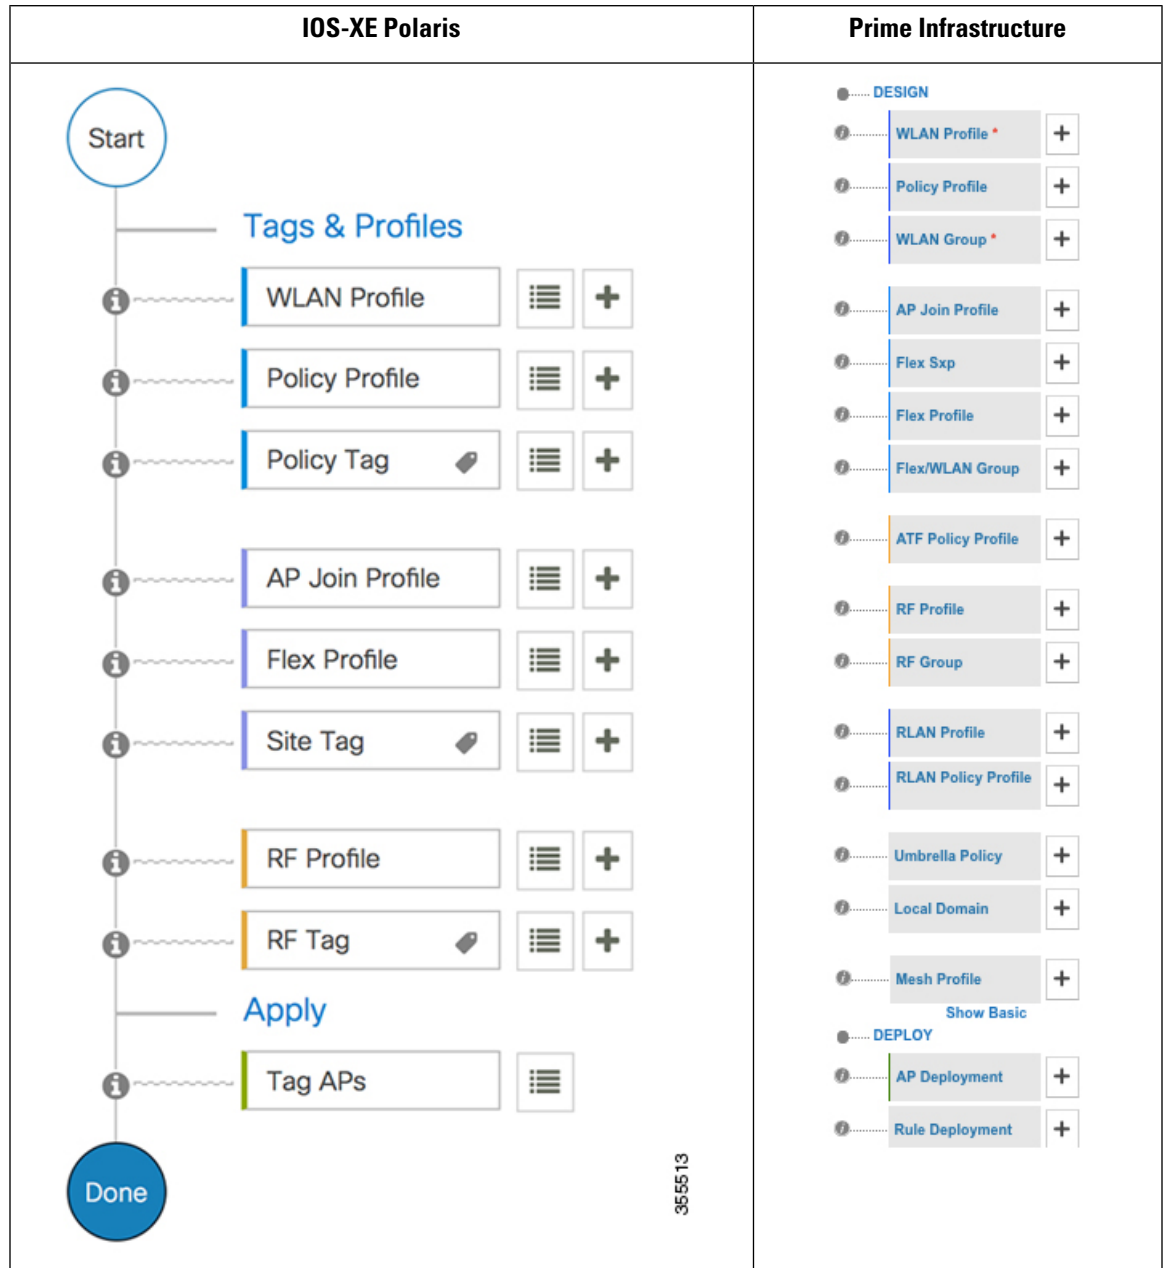 IOS-XE Polaris
Prime Infrastructure
Start
Tags & Profiles
WLAN Profile
Policy Profile
Policy Tag
AP Join Profile
Flex Profile
Site Tag
RF Profile
RF Tag
Apply
Tag APs
Done
355513
DESIGN
WLAN Profile *
Policy Profile
WLAN Group *
AP Join Profile
Flex Sxp
Flex Profile
Flex/WLAN Group
ATF Policy Profile
RF Profile
RF Group
RLAN Profile
RLAN Policy Profile
Umbrella Policy
Local Domain
Mesh Profile
Show Basic
DEPLOY
AP Deployment
Rule Deployment